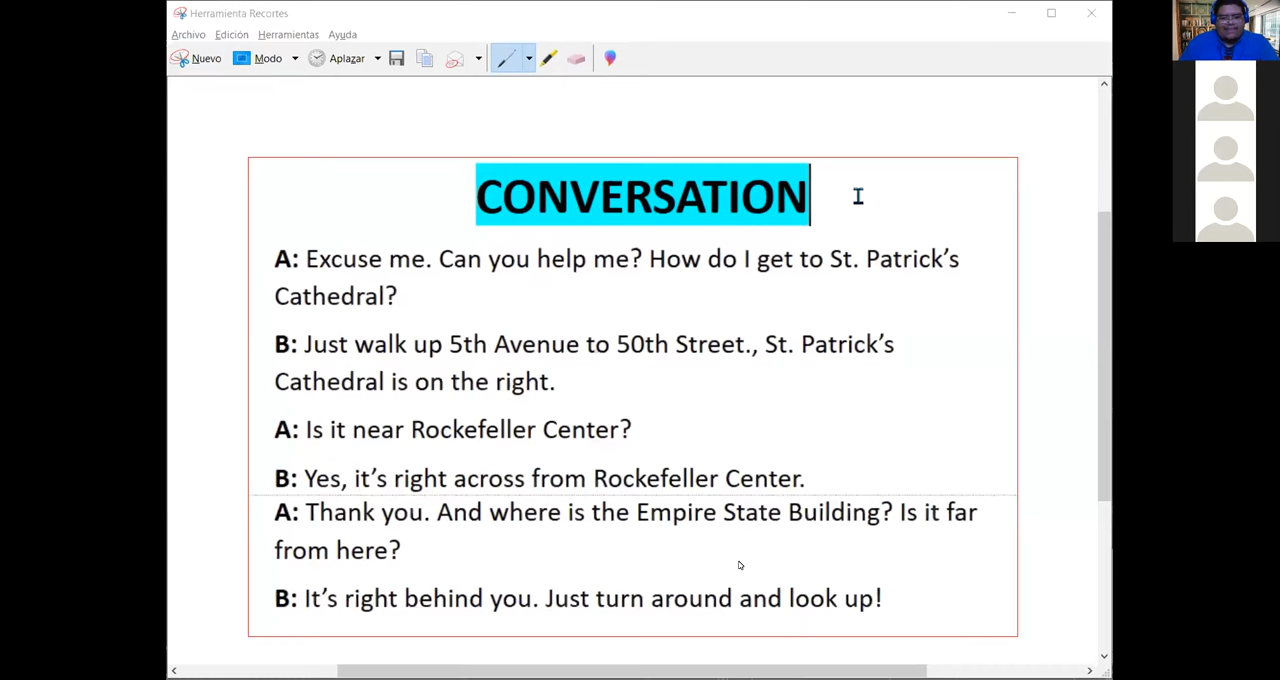 Herramienta Recortes
Archivo Edición Herramientas Ayuda
Nuevo Modo Aplazar
CONVERSATION
A: Excuse me. Can you help me? How do I get to St. Patrick’s
Cathedral?
B: Just walk up 5th Avenue to 50th Street., St. Patrick’s
Cathedral is on the right.
A: Is it near Rockefeller Center?
B: Yes, it’s right across from Rockefeller Center.
A: Thank you. And where is the Empire State Building? Is it far
from here?
B: It’s right behind you. Just turn around and look up!